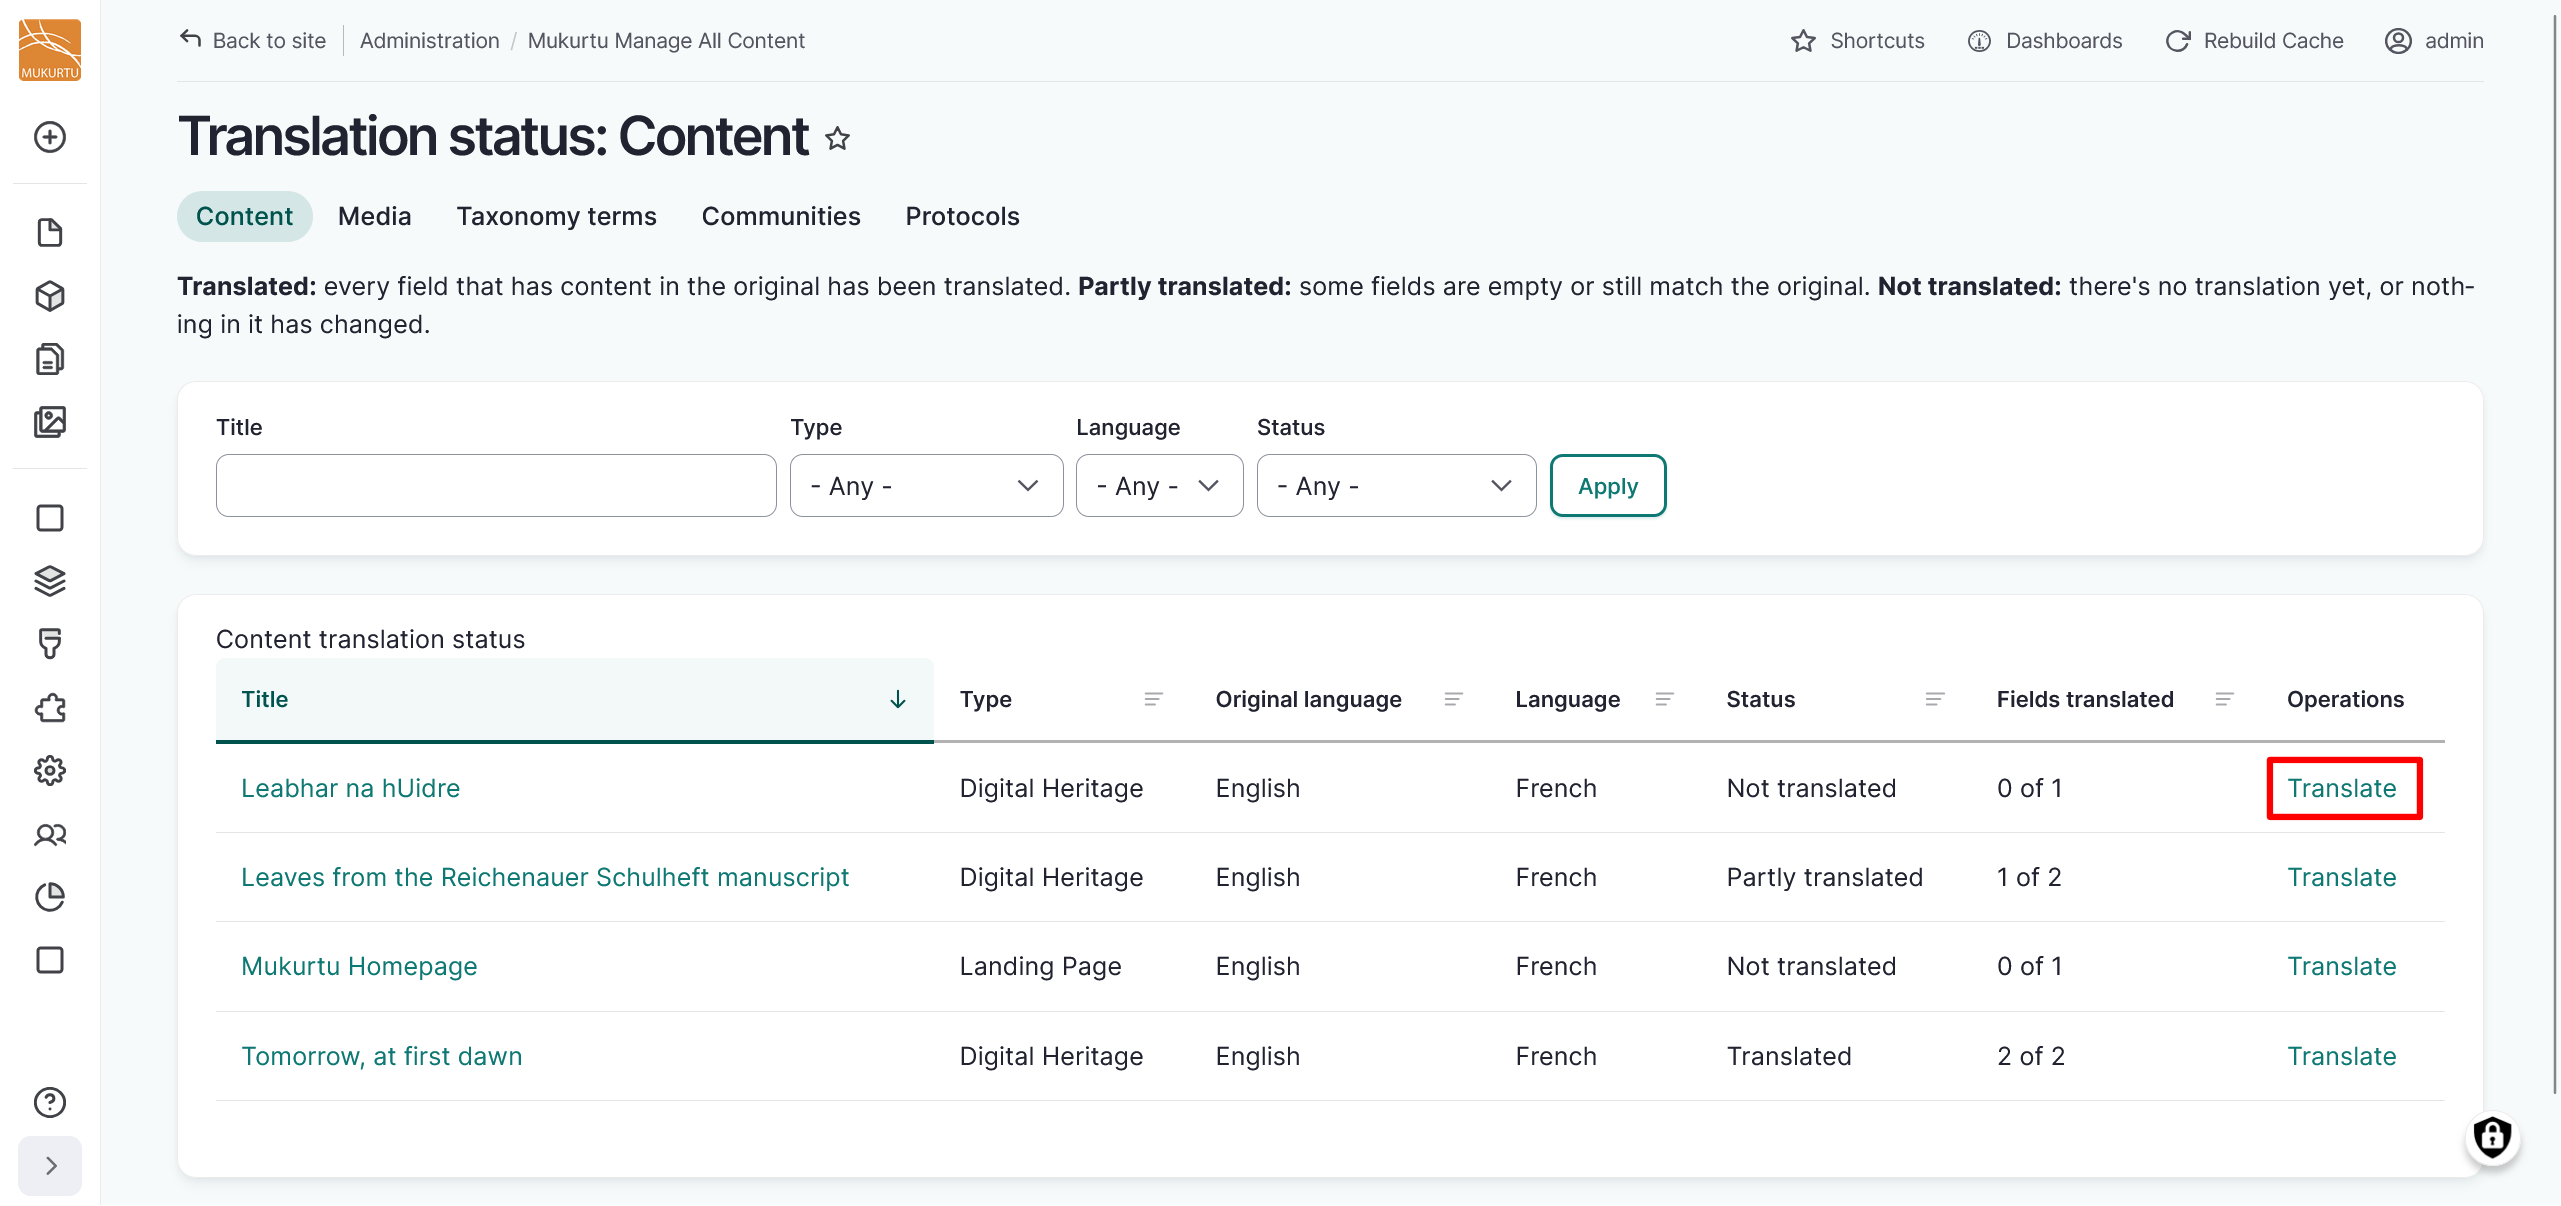 MUKURTU
Back to site Administration / Mukurtu Manage All Content Shortcuts Dashboards Rebuild Cache admin
Translation status: Content
Content Media Taxonomy terms Communities Protocols
Translated: every field that has content in the original has been translated. Partly translated: some fields are empty or still match the original. Not translated: there's no translation yet, or noth-
ing in it has changed.
Title Type Language Status
- Any - - Any - - Any - Apply
Content translation status
Title Type Original language Language Status Fields translated Operations
Leabhar na hUidre Digital Heritage English French Not translated 0 of 1 Translate
Leaves from the Reichenauer Schulheft manuscript Digital Heritage English French Partly translated 1 of 2 Translate
Mukurtu Homepage Landing Page English French Not translated 0 of 1 Translate
Tomorrow, at first dawn Digital Heritage English French Translated 2 of 2 Translate